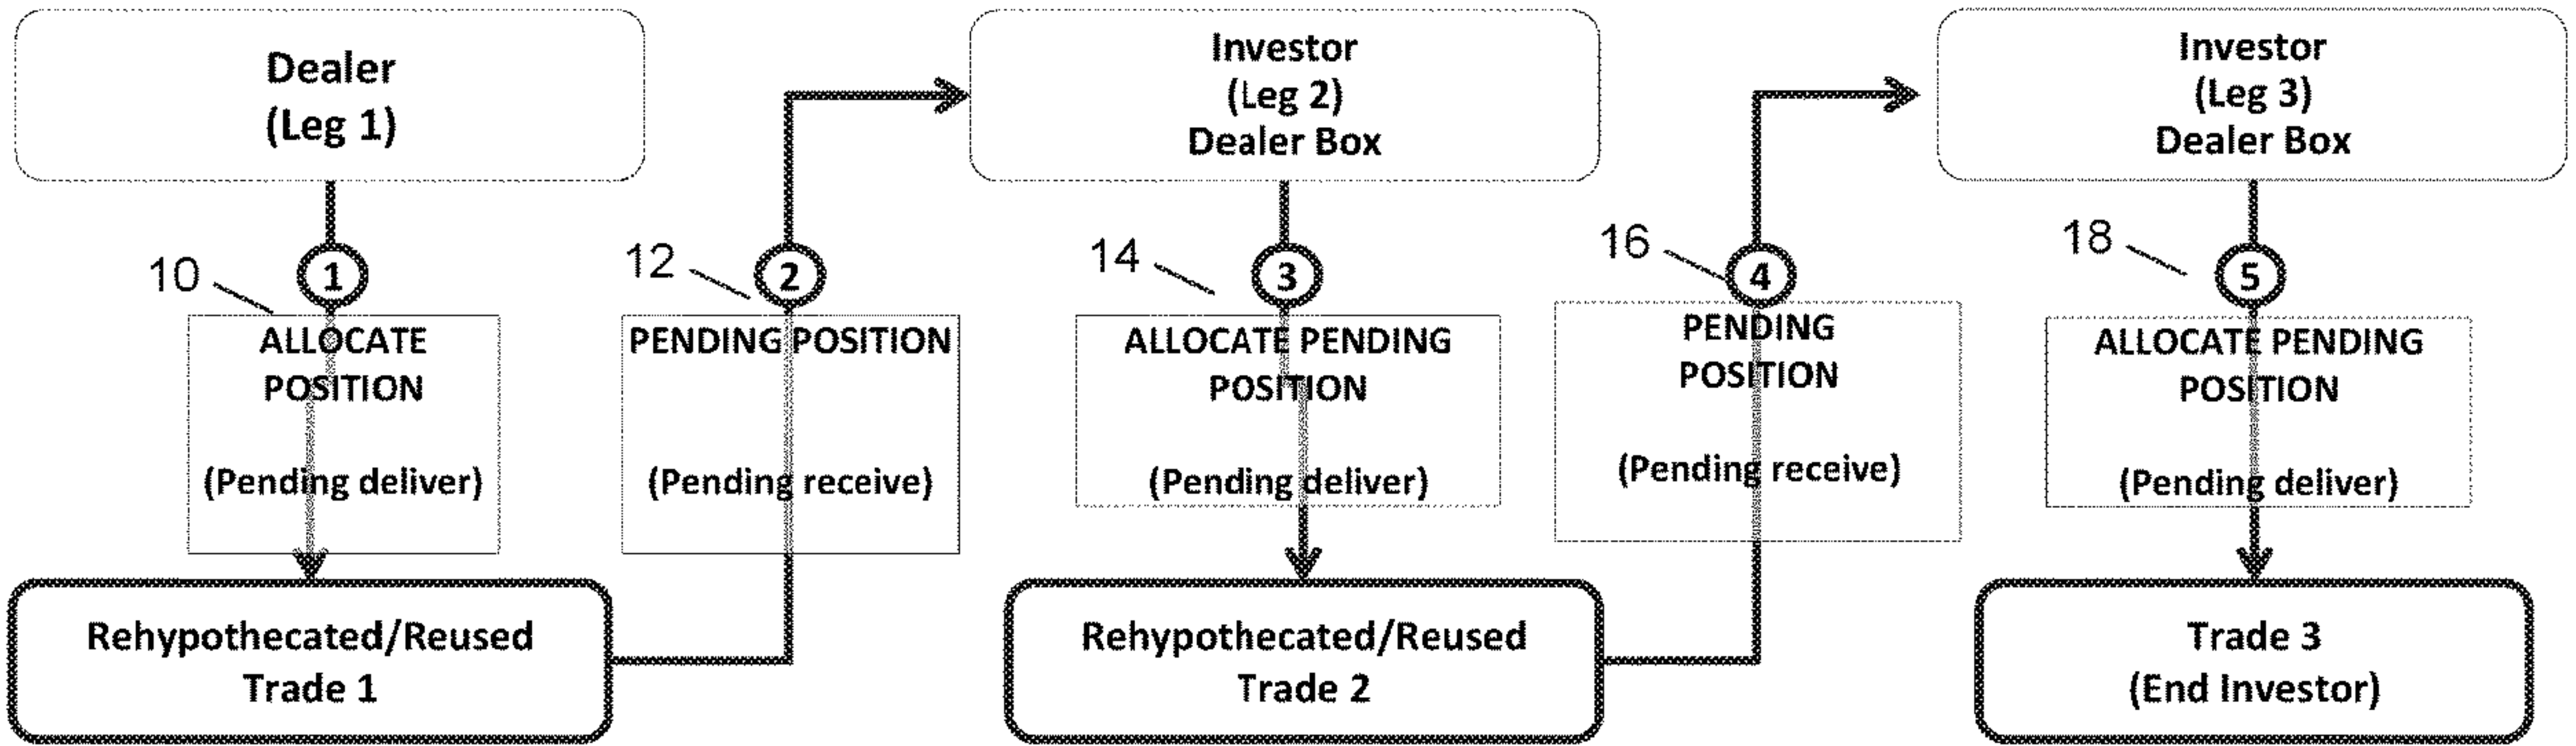 Dealer
(Leg 1)
Investor
(Leg 2)
Dealer Box
Investor
(Leg 3)
Dealer Box
10
1
ALLOCATE
POSITION
(Pending deliver)
12
2
PENDING POSITION
(Pending receive)
14
3
ALLOCATE PENDING
POSITION
(Pending deliver)
16
4
PENDING
POSITION
(Pending receive)
18
5
ALLOCATE PENDING
POSITION
(Pending deliver)
Rehypothecated/Reused
Trade 1
Rehypothecated/Reused
Trade 2
Trade 3
(End Investor)